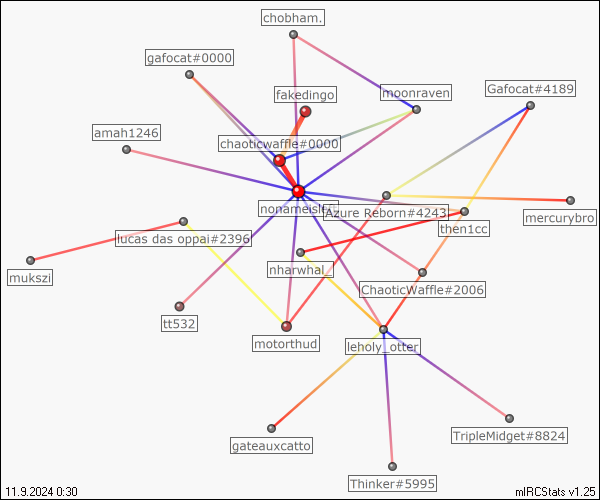 chobham.
gafocat#0000
moonraven
Gafocat#4189
fakedingo
amah1246
chaoticwaffle#0000
Azure Reborn#4243
mercurybro
then1cc
lucas das oppai#2396
nharwhal_
mukszi
ChaoticWaffle#2006
tt532
motorthud
leholy_otter
gateauxcatto
TripleMidget#8824
Thinker#5995
11.9.2024 0:30
mIRCStats v1.25